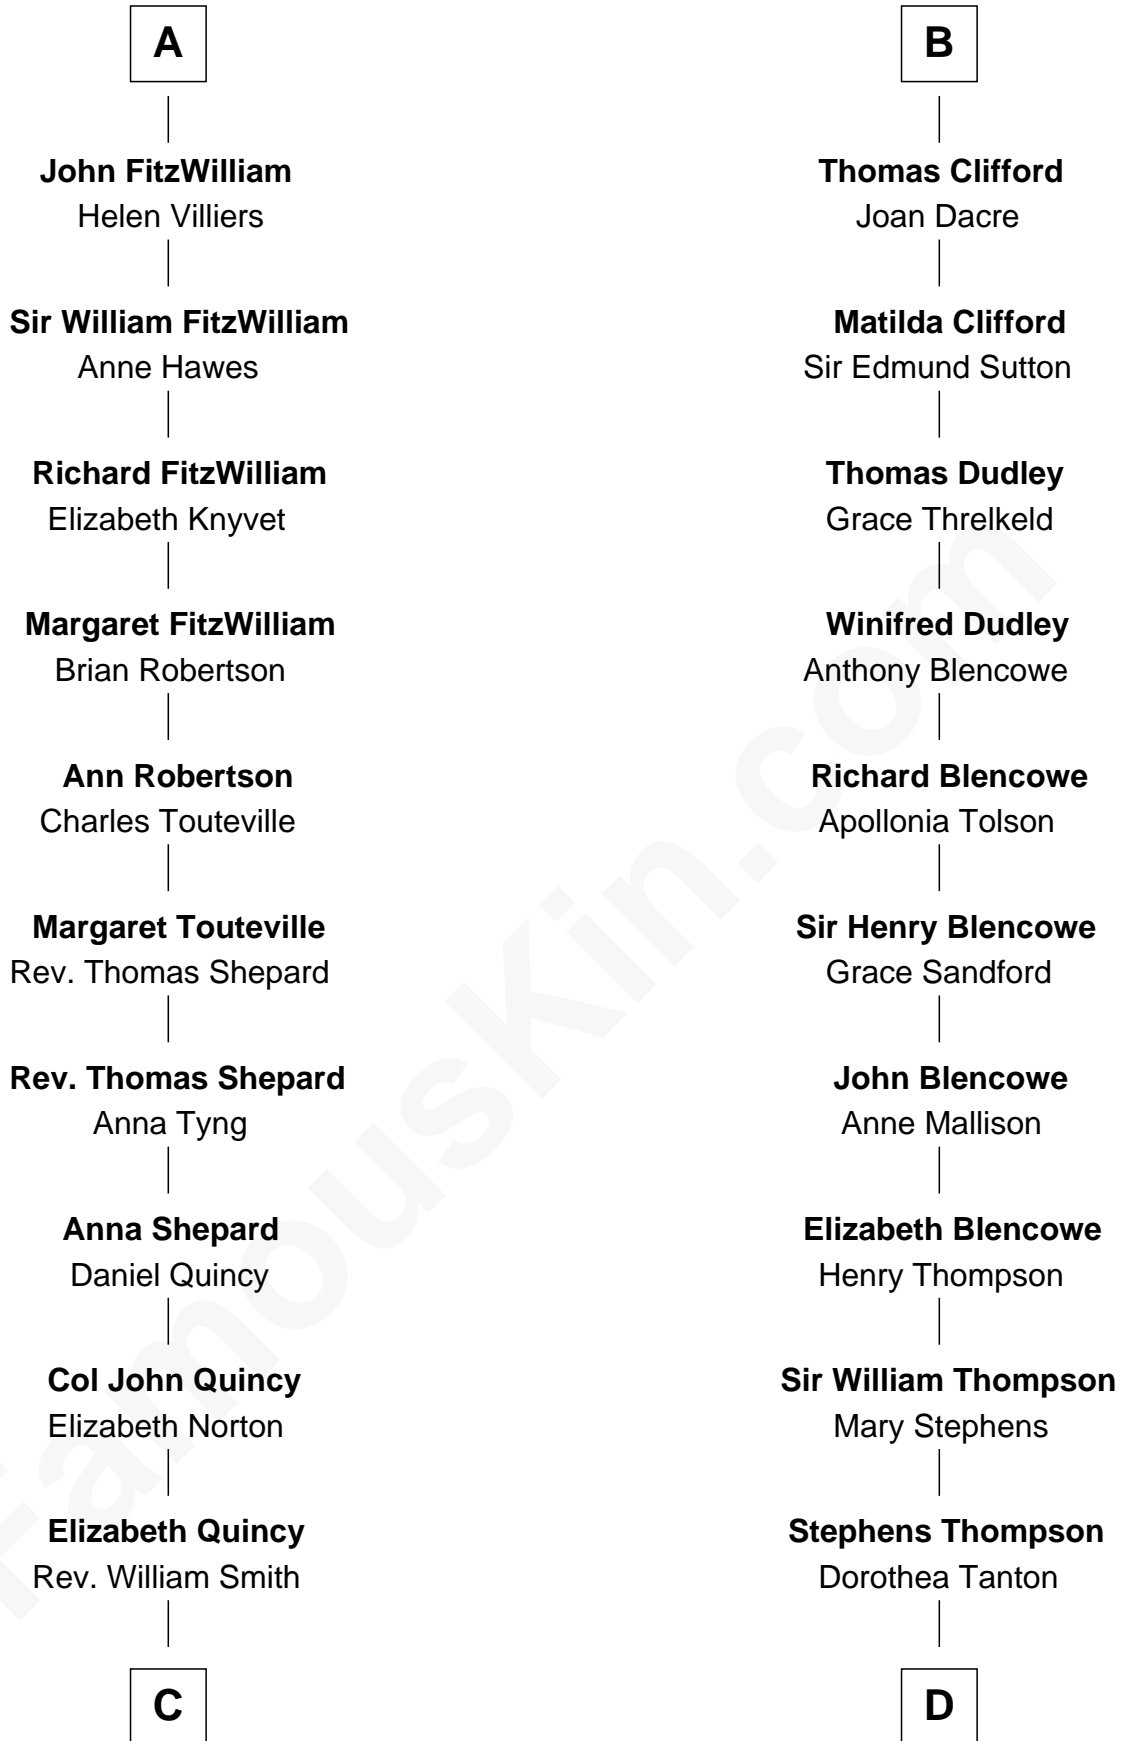 A
John FitzWilliam
Helen Villiers
Sir William FitzWilliam
Anne Hawes
Richard FitzWilliam
Elizabeth Knyvet
Margaret FitzWilliam
Brian Robertson
Ann Robertson
Charles Touteville
Margaret Touteville
Rev. Thomas Shepard
Rev. Thomas Shepard
Anna Tyng
Anna Shepard
Daniel Quincy
Col John Quincy
Elizabeth Norton
Elizabeth Quincy
Rev. William Smith
C
B
Thomas Clifford
Joan Dacre
Matilda Clifford
Sir Edmund Sutton
Thomas Dudley
Grace Threlkeld
Winifred Dudley
Anthony Blencowe
Richard Blencowe
Apollonia Tolson
Sir Henry Blencowe
Grace Sandford
John Blencowe
Anne Mallison
Elizabeth Blencowe
Henry Thompson
Sir William Thompson
Mary Stephens
Stephens Thompson
Dorothea Tanton
D
FamousKin.com